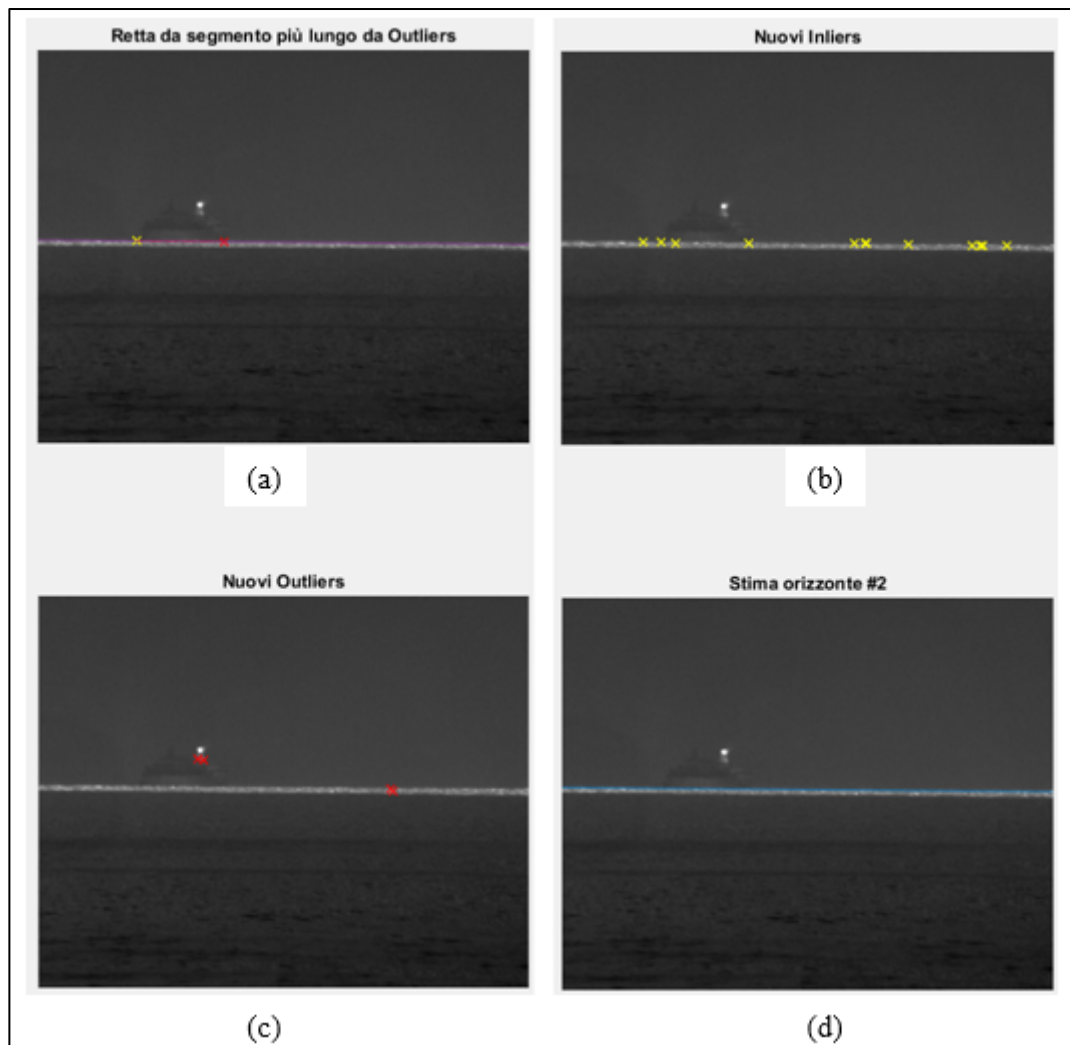 Retta da segmento più lungo da Outliers
Nuovi Inliers
(a)
(b)
Nuovi Outliers
Stima orizzonte #2
(c)
(d)